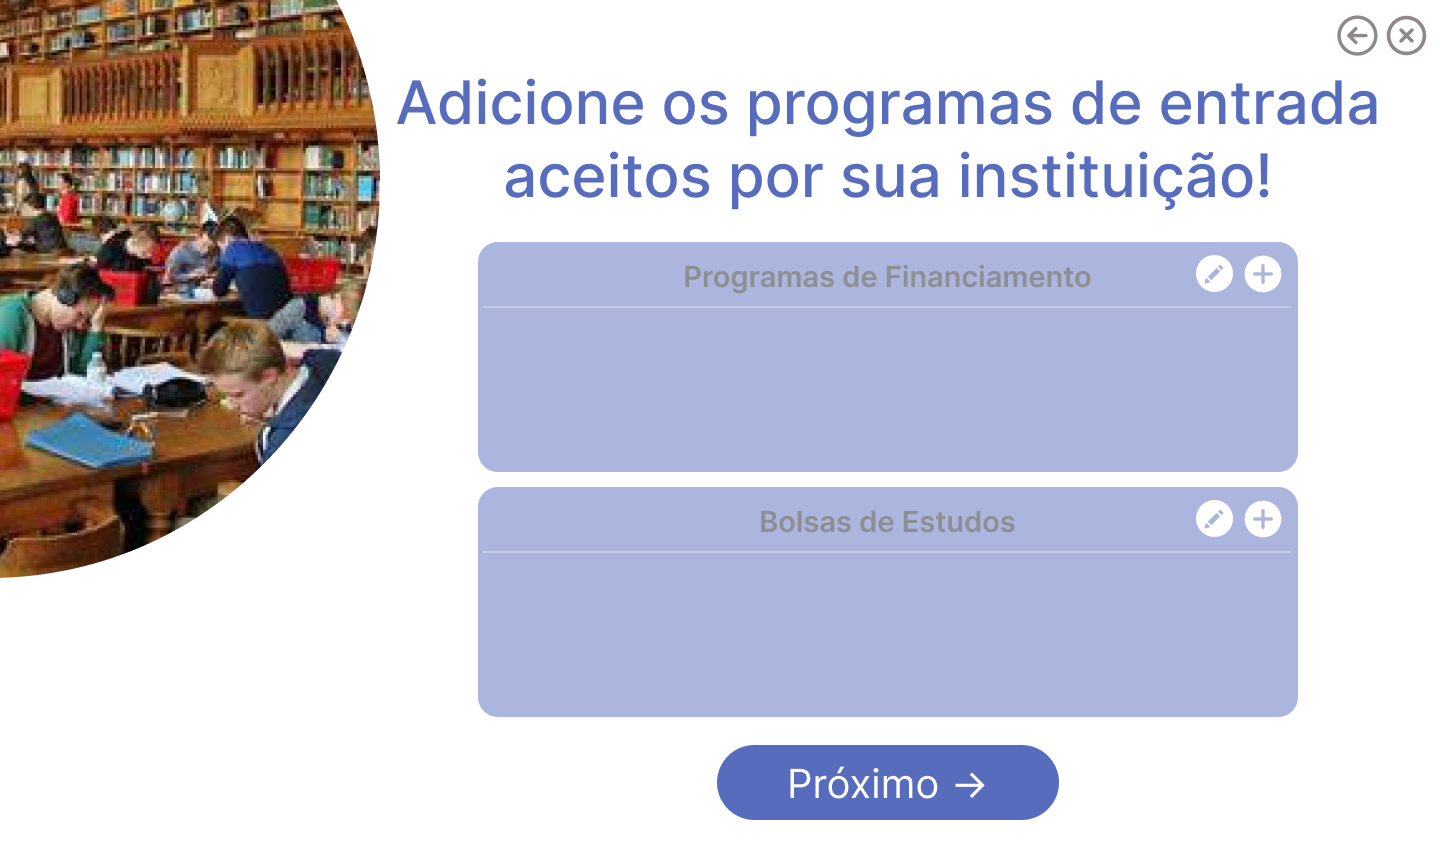 Adicione os programas de entrada
aceitos por sua instituição!
Programas de Financiamento
Bolsas de Estudos
Próximo →